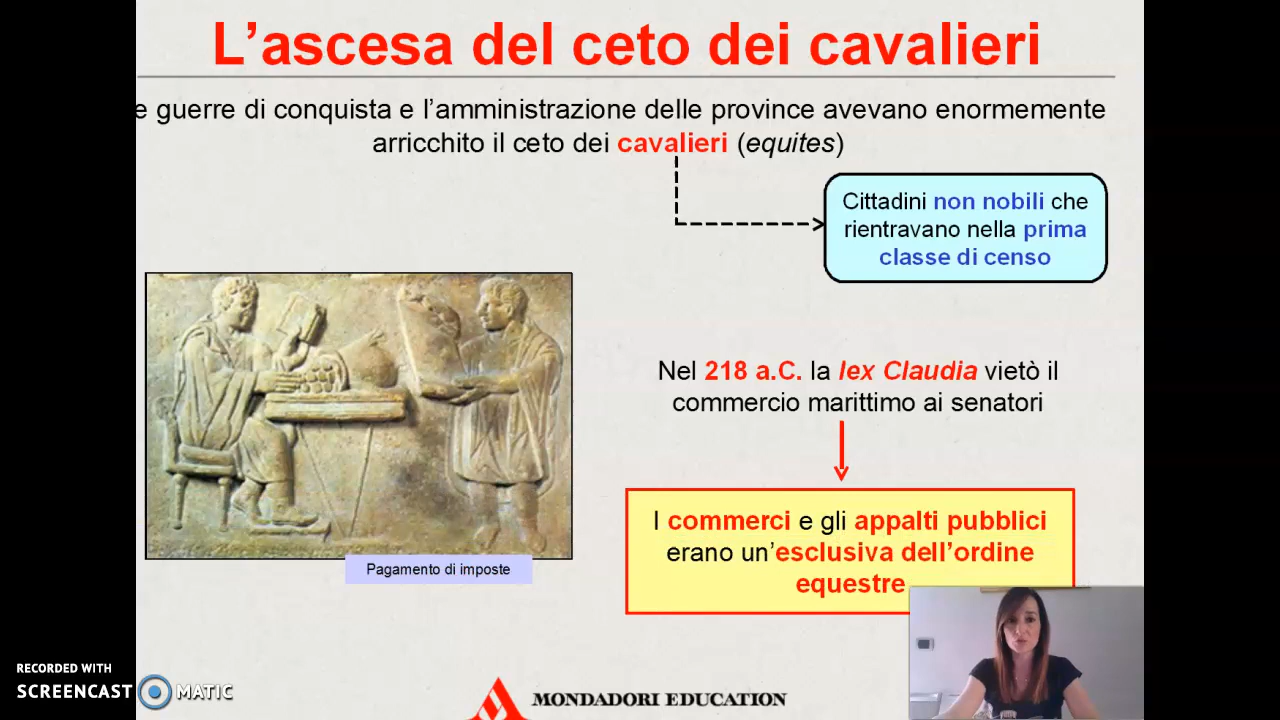 L’ascesa del ceto dei cavalieri
e guerre di conquista e l’amministrazione delle province avevano enormemente
arricchito il ceto dei cavalieri (equites)
Cittadini non nobili che
rientravano nella prima
classe di censo
Nel 218 a.C. la lex Claudia vietò il
commercio marittimo ai senatori
I commerci e gli appalti pubblici
erano un’esclusiva dell’ordine
equestre
Pagamento di imposte
RECORDED WITH
SCREENCAST MATIC
MONDADORI EDUCATION